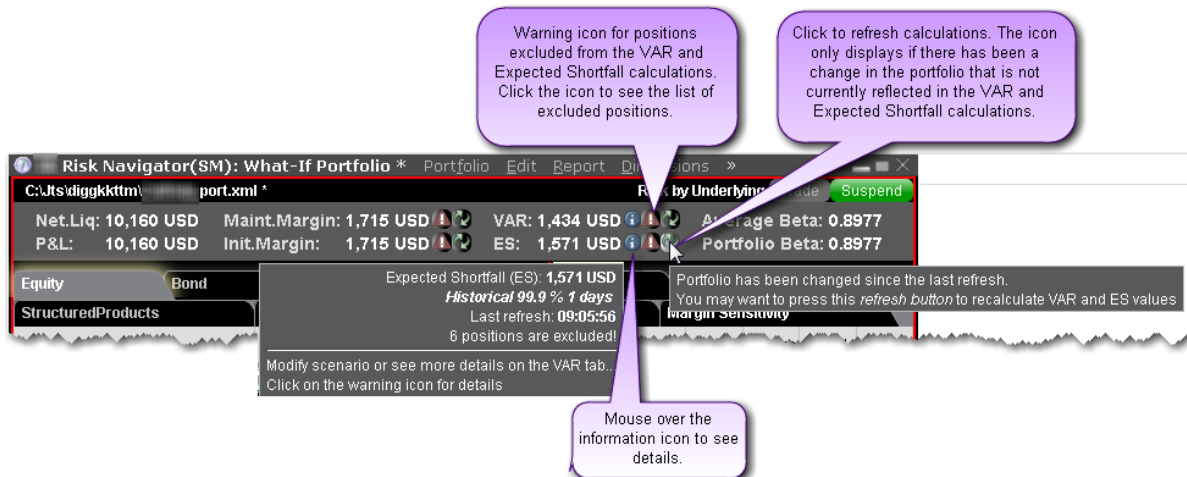 Warning icon for positions
excluded from the VAR and
Expected Shortfall calculations.
Click the icon to see the list of
excluded positions.
Click to refresh calculations. The icon
only displays if there has been a
change in the portfolio that is not
currently reflected in the VAR and
Expected Shortfall calculations.
Risk Navigator(SM): What-If Portfolio * Portfolio Edit Report »
C:\Jts\diggkkttm\ port.xml * Risk by Underlying Suspend
Net.Liq: 10,160 USD Maint.Margin: 1,715 USD VAR: 1,434 USD Average Beta: 0.8977
P&L: 10,160 USD Init.Margin: 1,715 USD ES: 1,571 USD Portfolio Beta: 0.8977
Equity Bond
StructuredProducts Margin Sensitivity
Expected Shortfall (ES): 1,571 USD
Historical 99.9 % 1 days
Last refresh: 09:05:56
6 positions are excluded!
Modify scenario or see more details on the VAR tab..
Click on the warning icon for details
Portfolio has been changed since the last refresh.
You may want to press this refresh button to recalculate VAR and ES values
Mouse over the
information icon to see
details.